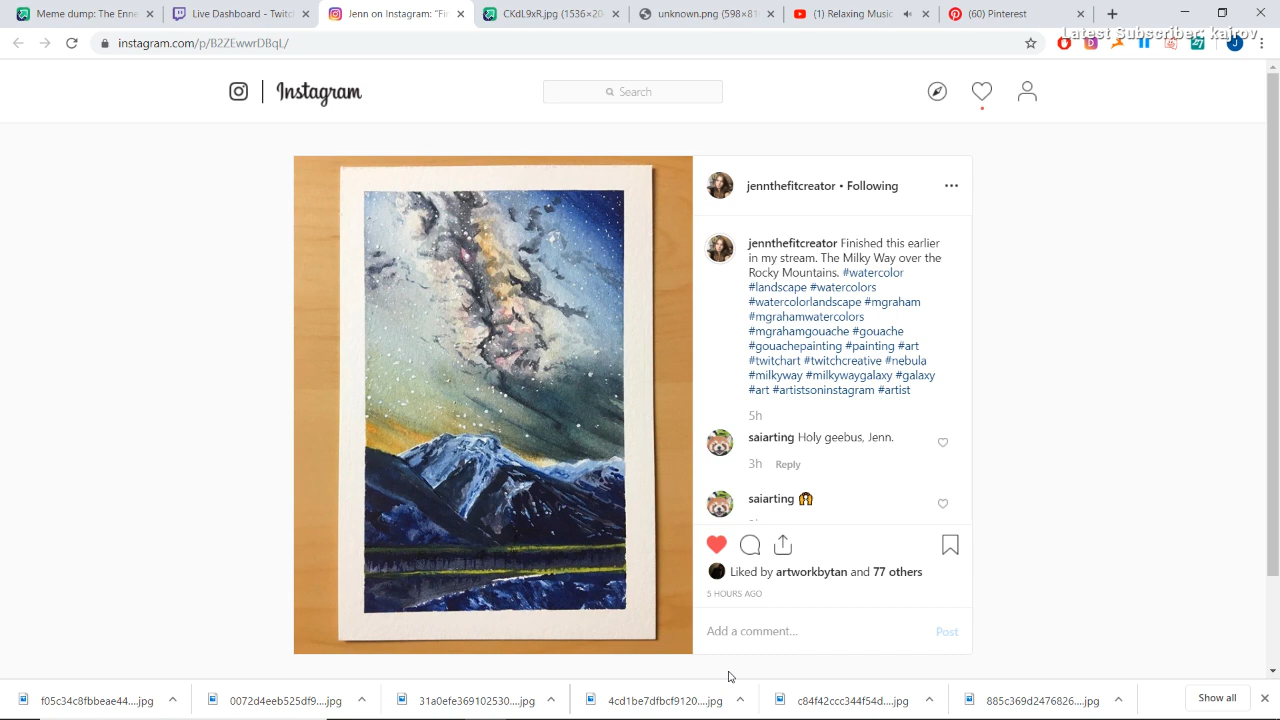 Meme dump: The Enne
Live Dashboard - Twitch
Jenn on Instagram: “Fin
CKdL9xR.jpg (1536×20
unknown.png (598×81
(1) Relaxing Music
(60) Pinterest
instagram.com/p/B2ZEwwrDBqL/
Latest Subscriber: kairov
Instagram
Search
jennthefitcreator • Following
jennthefitcreator Finished this earlier
in my stream. The Milky Way over the
Rocky Mountains. #watercolor
#landscape #watercolors
#watercolorlandscape #mgraham
#mgrahamwatercolors
#mgrahamgouache #gouache
#gouachepainting #painting #art
#twitchart #twitchcreative #nebula
#milkyway #milkywaygalaxy #galaxy
#art #artistsoninstagram #artist
5h
saiarting Holy geebus, Jenn.
3h Reply
saiarting
Liked by artworkbytan and 77 others
5 HOURS AGO
Add a comment...
Post
f05c34c8fbbeae44....jpg
0072d4eeb525df9....jpg
31a0efe369102530....jpg
4cd1be7dfbcf9120....jpg
c84f42ccc344f54d....jpg
885c369d2476826....jpg
Show all